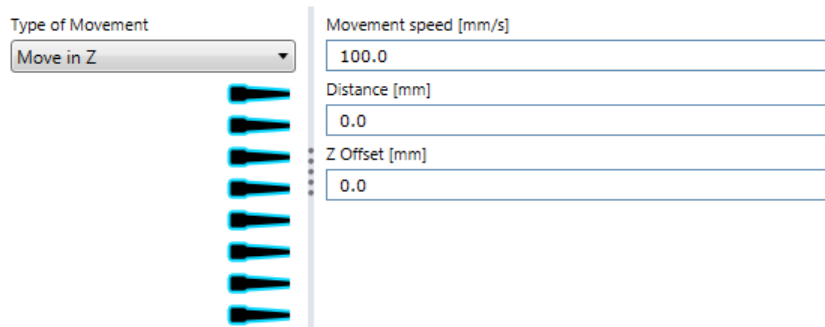 Type of Movement
Move in Z
Movement speed [mm/s]
100.0
Distance [mm]
0.0
Z Offset [mm]
0.0